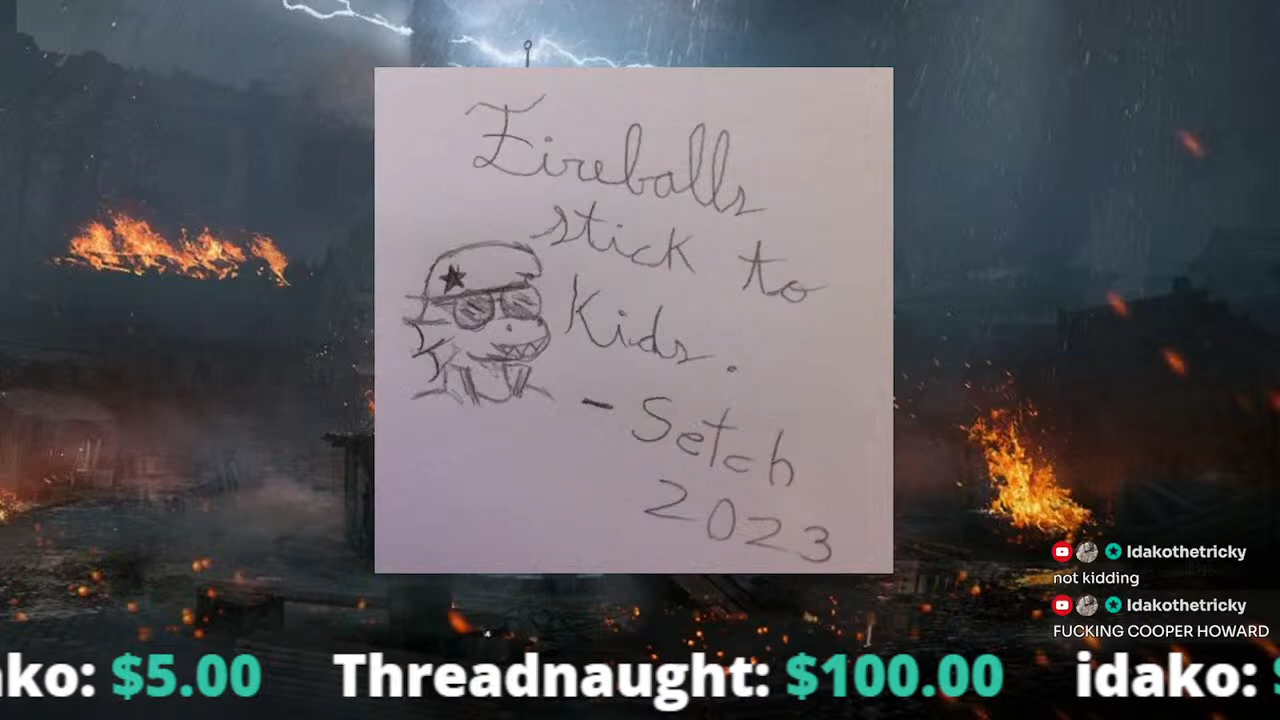 Fireballs
stick to
Kids.
- Setch
2023
Idakothetricky
not kidding
Idakothetricky
FUCKING COOPER HOWARD
ako: $5.00 Threadnaught: $100.00 idako: $